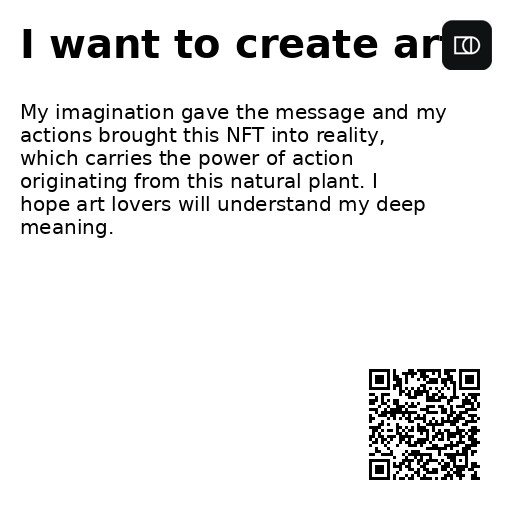 I want to create ar
My imagination gave the message and my
actions brought this NFT into reality,
which carries the power of action
originating from this natural plant. I
hope art lovers will understand my deep
meaning.